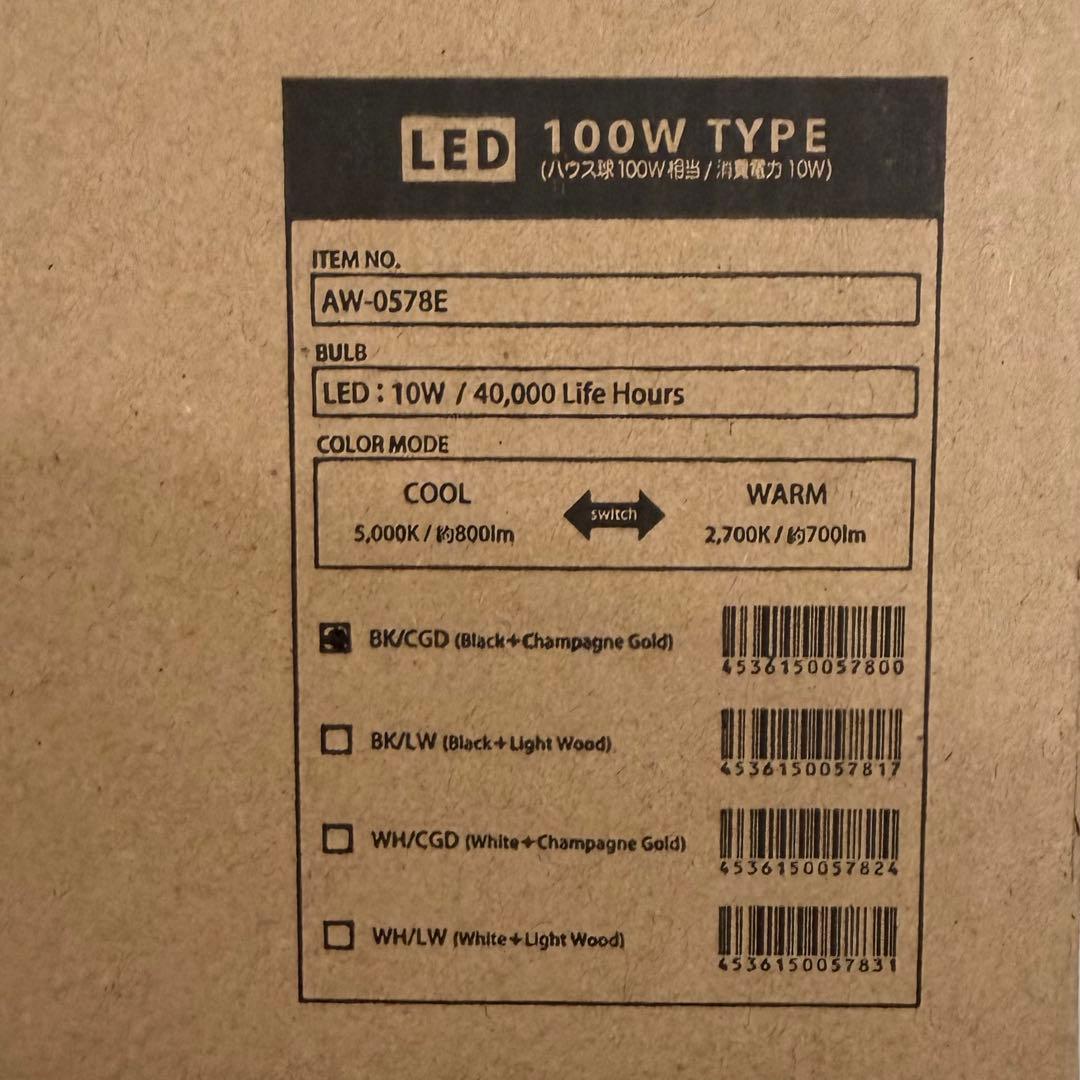 LED 100W TYPE
(ハウス球100W相当/消費電力 10W)
ITEM NO.
AW-0578E
BULB
LED：10W / 40,000 Life Hours
COLOR MODE
COOL switch WARM
5,000K / 約800lm 2,700K / 約700lm
BK/CGD (Black+Champagne Gold) 4536150057800
BK/LW (Black+Light Wood) 4536150057817
WH/CGD (White+Champagne Gold) 4536150057824
WH/LW (White+Light Wood) 4536150057831